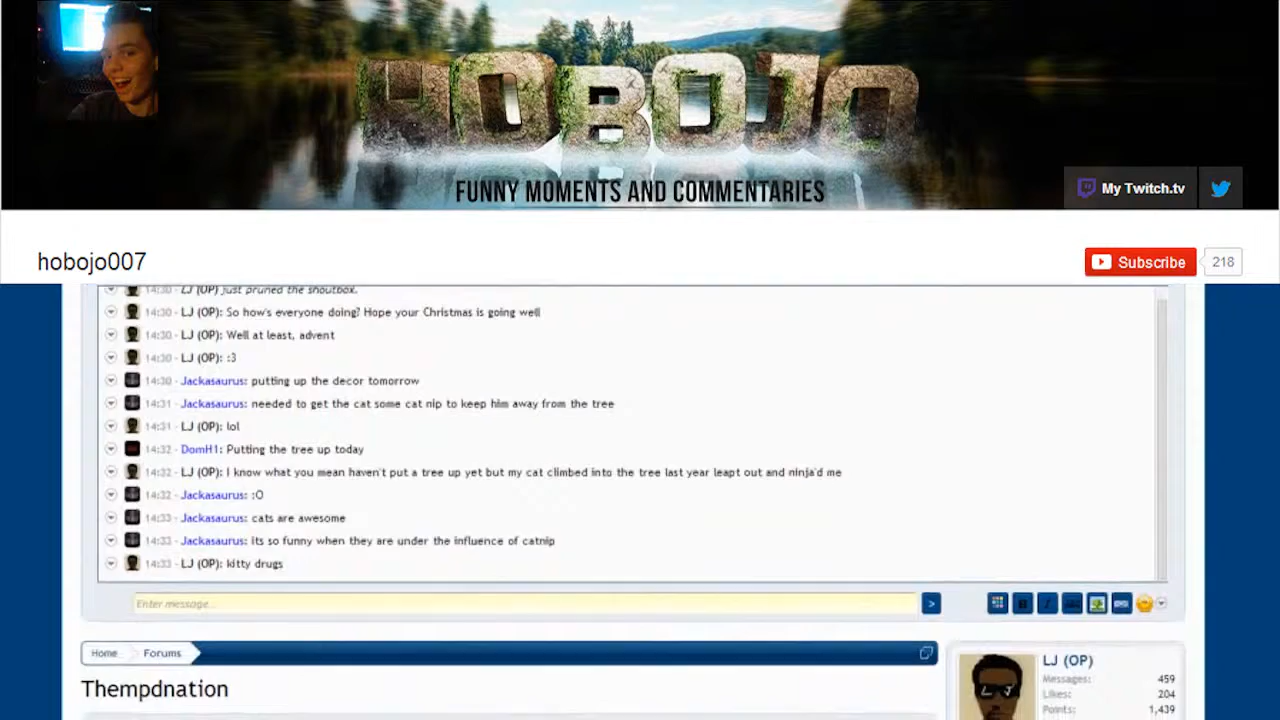 HOBOJO
FUNNY MOMENTS AND COMMENTARIES
My Twitch.tv
hobojo007
Subscribe 218
14:30 - LJ (OP) just pruned the shoutbox.
14:30 - LJ (OP): So how's everyone doing? Hope your Christmas is going well
14:30 - LJ (OP): Well at least, advent
14:30 - LJ (OP): :3
14:30 - Jackasaurus: putting up the decor tomorrow
14:31 - Jackasaurus: needed to get the cat some cat nip to keep him away from the tree
14:31 - LJ (OP): lol
14:32 - DomH1: Putting the tree up today
14:32 - LJ (OP): I know what you mean haven't put a tree up yet but my cat climbed into the tree last year leapt out and ninja'd me
14:32 - Jackasaurus: :O
14:33 - Jackasaurus: cats are awesome
14:33 - Jackasaurus: its so funny when they are under the influence of catnip
14:33 - LJ (OP): kitty drugs
Enter message...
>
Home Forums
Thempdnation
LJ
LJ (OP)
Messages: 459
Likes: 204
Points: 1,439